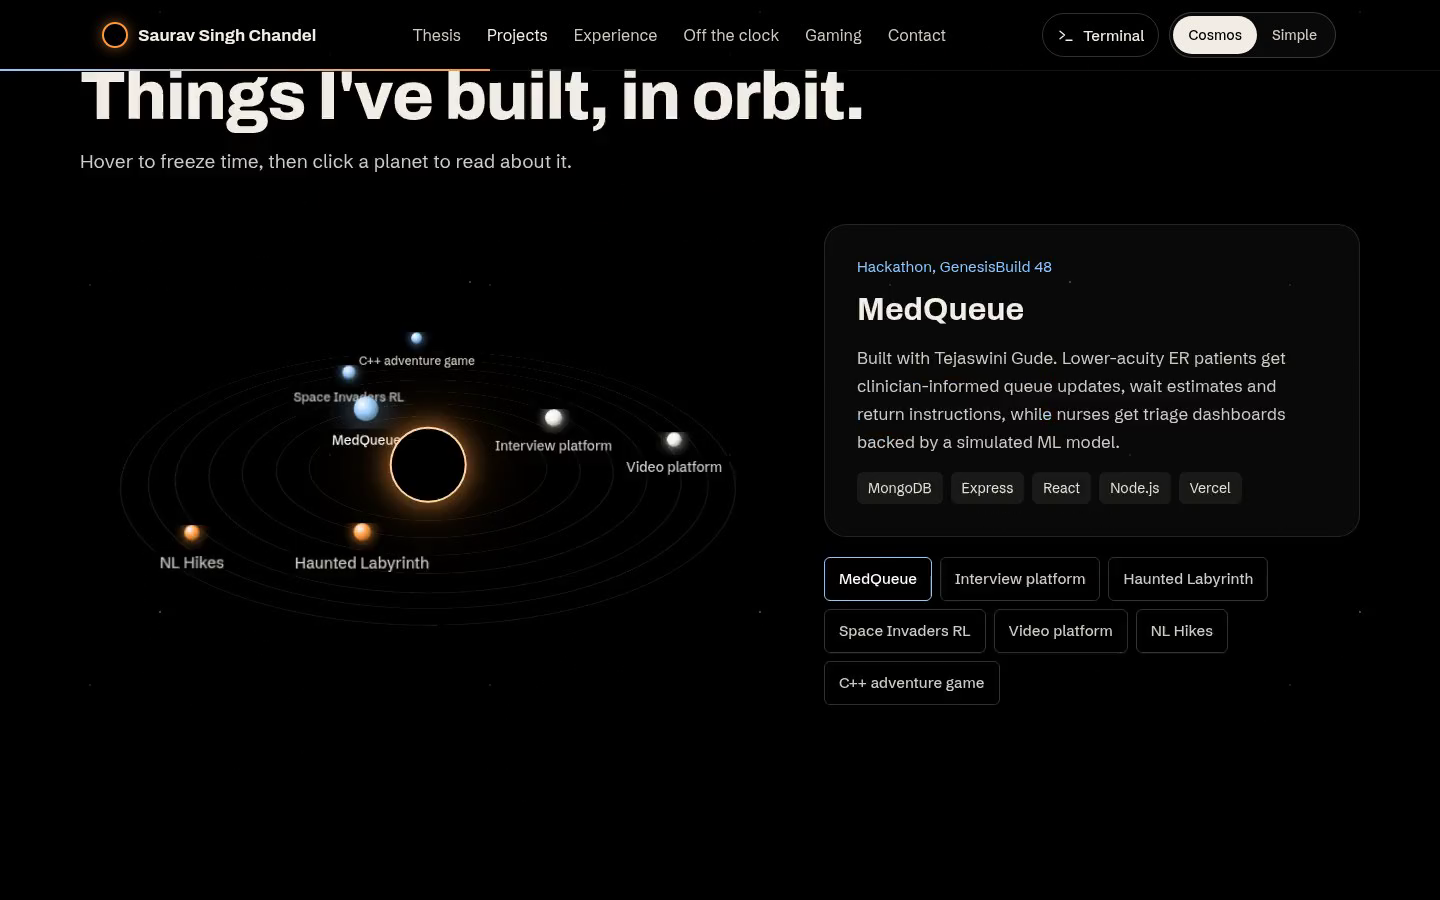 Saurav Singh Chandel
Thesis
Projects
Experience
Off the clock
Gaming
Contact
Terminal
Cosmos
Simple
Things I've built, in orbit.
Hover to freeze time, then click a planet to read about it.
C++ adventure game
Space Invaders RL
MedQueue
Interview platform
Video platform
NL Hikes
Haunted Labyrinth
Hackathon, GenesisBuild 48
MedQueue
Built with Tejaswini Gude. Lower-acuity ER patients get
clinician-informed queue updates, wait estimates and
return instructions, while nurses get triage dashboards
backed by a simulated ML model.
MongoDB
Express
React
Node.js
Vercel
MedQueue
Interview platform
Haunted Labyrinth
Space Invaders RL
Video platform
NL Hikes
C++ adventure game